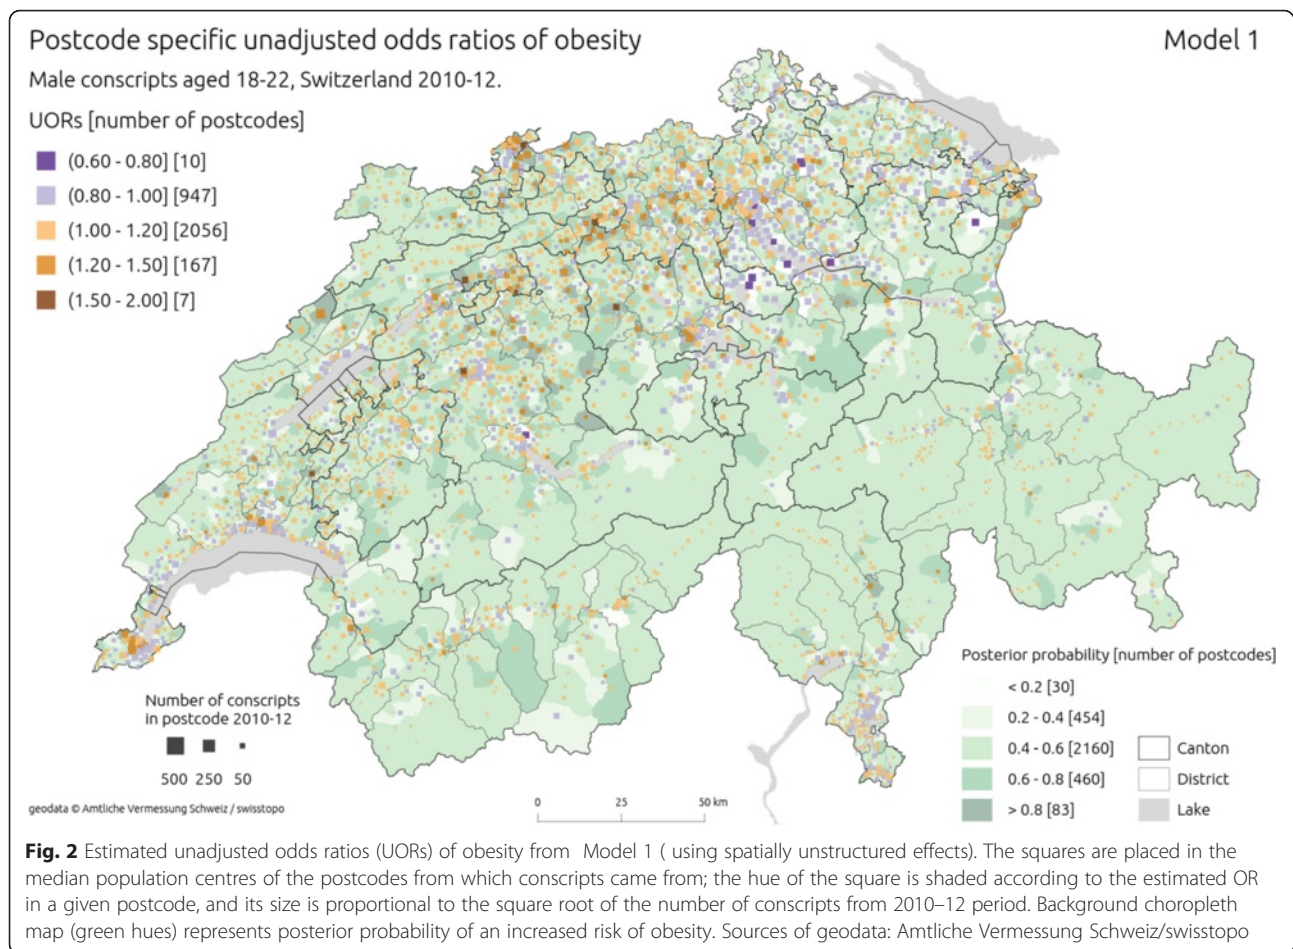 Postcode specific unadjusted odds ratios of obesity
Model 1
Male conscripts aged 18-22, Switzerland 2010-12.
UORs [number of postcodes]
(0.60 - 0.80] [10]
(0.80 - 1.00] [947]
(1.00 - 1.20] [2056]
(1.20 - 1.50] [167]
(1.50 - 2.00] [7]
Number of conscripts
in postcode 2010-12
500 250 50
geodata © Amtliche Vermessung Schweiz / swisstopo
0 25 50 km
Posterior probability [number of postcodes]
< 0.2 [30]
0.2 - 0.4 [454]
0.4 - 0.6 [2160]
0.6 - 0.8 [460]
> 0.8 [83]
Canton
District
Lake
Fig. 2 Estimated unadjusted odds ratios (UORs) of obesity from Model 1 ( using spatially unstructured effects). The squares are placed in the
median population centres of the postcodes from which conscripts came from; the hue of the square is shaded according to the estimated OR
in a given postcode, and its size is proportional to the square root of the number of conscripts from 2010–12 period. Background choropleth
map (green hues) represents posterior probability of an increased risk of obesity. Sources of geodata: Amtliche Vermessung Schweiz/swisstopo